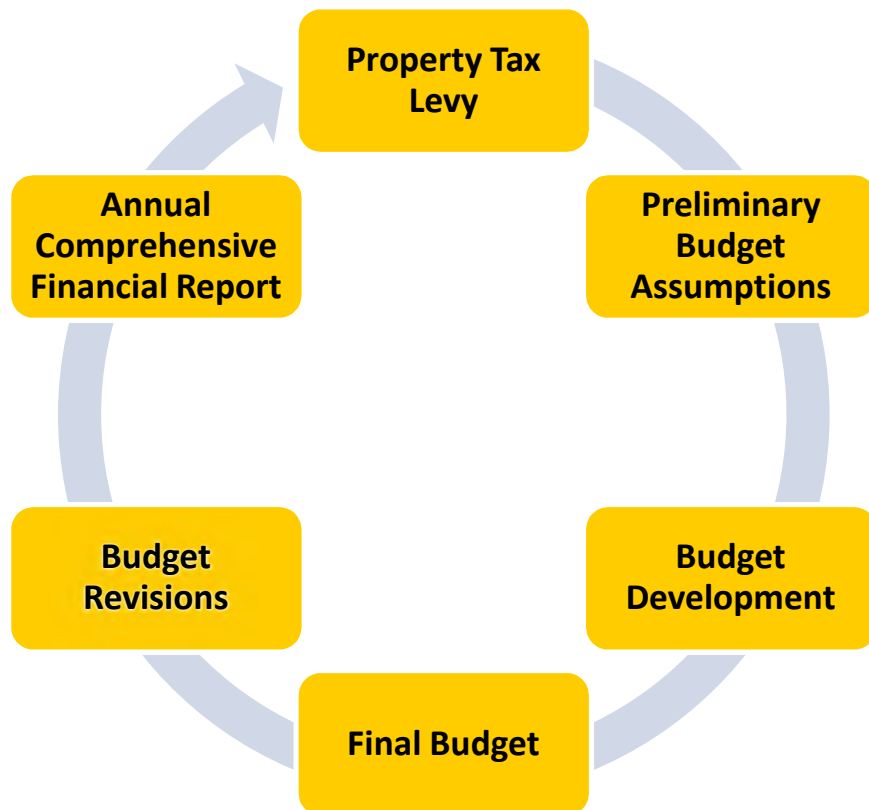 Property Tax
Levy
Preliminary
Budget
Assumptions
Budget
Development
Final Budget
Budget
Revisions
Annual
Comprehensive
Financial Report